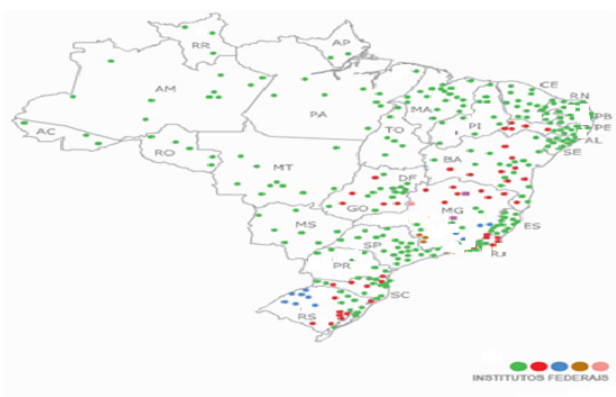 RR
AP
AM
PA
MA
CE
RN
PB
PE
AL
SE
PI
TO
AC
RO
MT
BA
DF
GO
MG
ES
MS
SP
RJ
PR
SC
RS
INSTITUTOS FEDERAIS